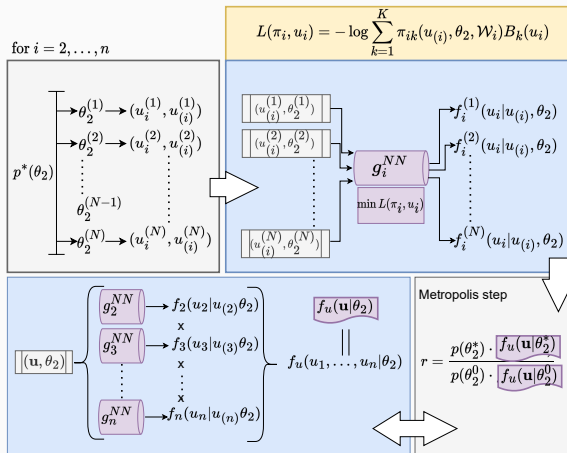 L(π_i, u_i) = − log ∑_{k=1}^{K} π_{ik}(u_{(i)}, θ_2, 𝒲_i)B_k(u_i)
for i = 2, . . . , n
p*(θ_2)
θ_2^{(1)} → (u_i^{(1)}, u_{(i)}^{(1)})
θ_2^{(2)} → (u_i^{(2)}, u_{(i)}^{(2)})
θ_2^{(N−1)}
θ_2^{(N)} → (u_i^{(N)}, u_{(i)}^{(N)})
(u_{(i)}^{(1)}, θ_2^{(1)})
(u_{(i)}^{(2)}, θ_2^{(2)})
(u_{(i)}^{(N)}, θ_2^{(N)})
g_i^{NN}
min L(π_i, u_i)
f_i^{(1)}(u_i|u_{(i)}, θ_2)
f_i^{(2)}(u_i|u_{(i)}, θ_2)
f_i^{(N)}(u_i|u_{(i)}, θ_2)
(𝐮, θ_2)
g_2^{NN} → f_2(u_2|u_{(2)}θ_2)
x
g_3^{NN} → f_3(u_3|u_{(3)}θ_2)
x
x
g_n^{NN} → f_n(u_n|u_{(n)}θ_2)
f_u(𝐮|θ_2)
||
f_u(u_1, . . . , u_n|θ_2)
Metropolis step
r = \frac{p(θ_2^*) · f_u(𝐮|θ_2^*)}{p(θ_2^0) · f_u(𝐮|θ_2^0)}